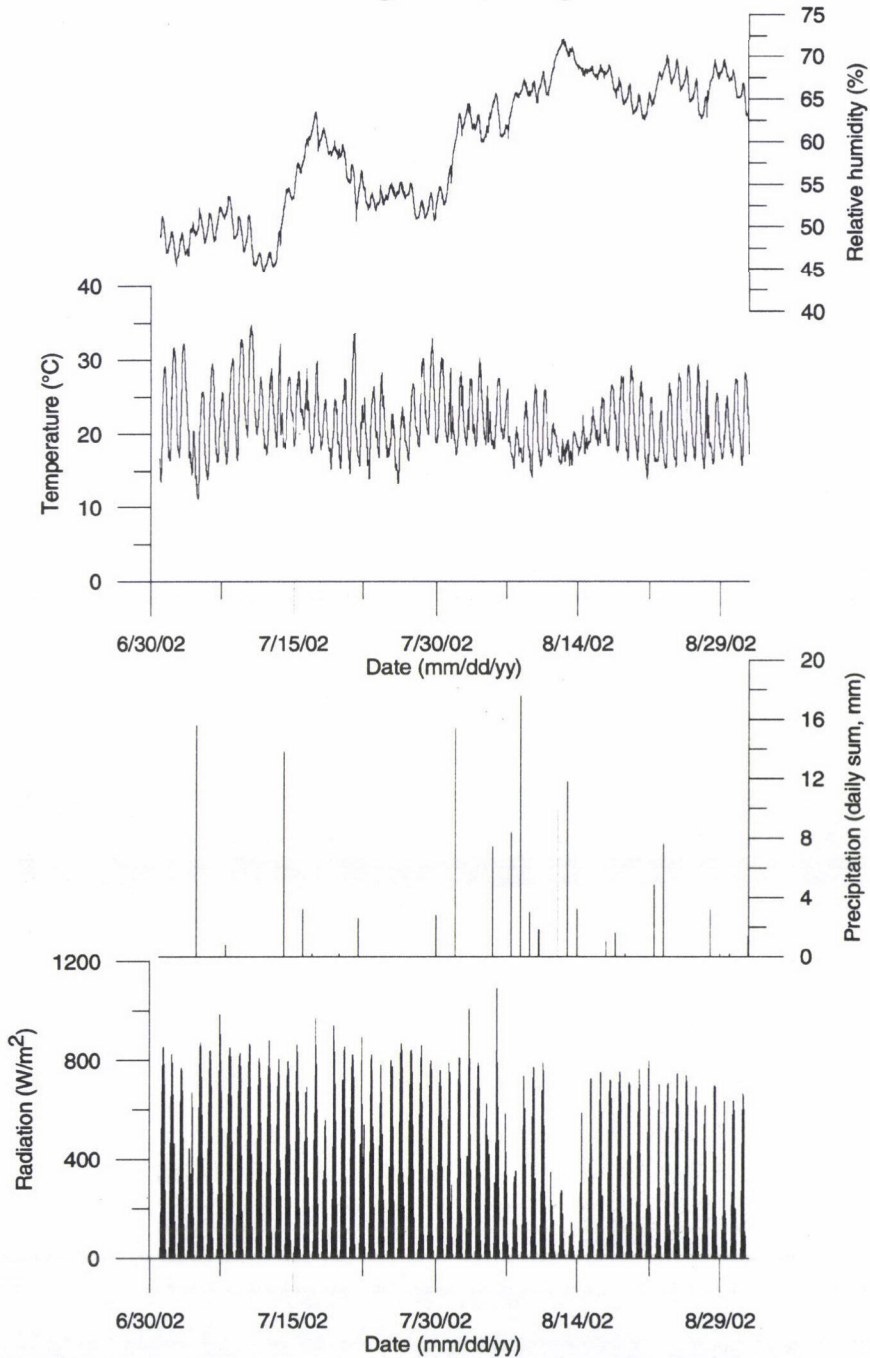 75
70
65
60
55
50
45
40
Relative humidity (%)
40
30
20
10
0
Temperature (°C)
6/30/02 7/15/02 7/30/02 8/14/02 8/29/02
Date (mm/dd/yy)
20
16
12
8
4
0
Precipitation (daily sum, mm)
1200
800
400
0
Radiation (W/m²)
6/30/02 7/15/02 7/30/02 8/14/02 8/29/02
Date (mm/dd/yy)